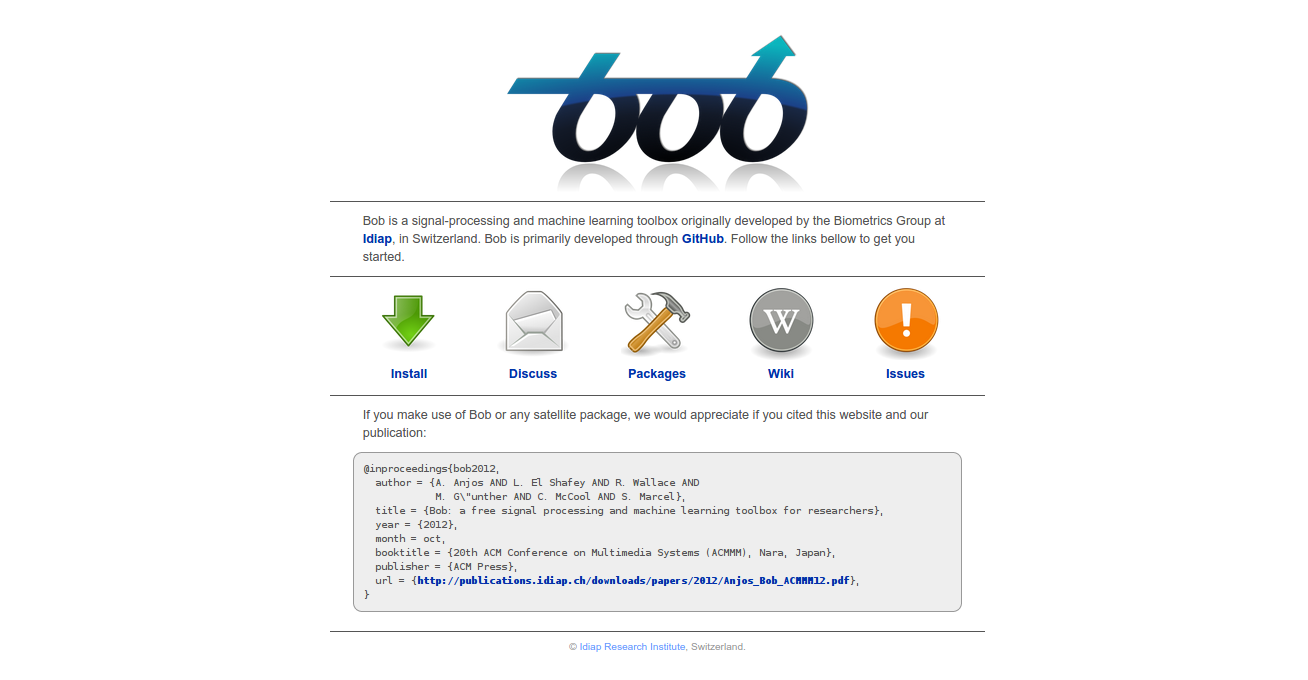 bob
Bob is a signal-processing and machine learning toolbox originally developed by the Biometrics Group at
Idiap, in Switzerland. Bob is primarily developed through GitHub. Follow the links bellow to get you
started.
W
Install Discuss Packages Wiki Issues
If you make use of Bob or any satellite package, we would appreciate if you cited this website and our
publication:
@inproceedings{bob2012,
author = {A. Anjos AND L. El Shafey AND R. Wallace AND
M. G\"unther AND C. McCool AND S. Marcel},
title = {Bob: a free signal processing and machine learning toolbox for researchers},
year = {2012},
month = oct,
booktitle = {20th ACM Conference on Multimedia Systems (ACMMM), Nara, Japan},
publisher = {ACM Press},
url = {http://publications.idiap.ch/downloads/papers/2012/Anjos_Bob_ACMMM12.pdf},
}
© Idiap Research Institute, Switzerland.